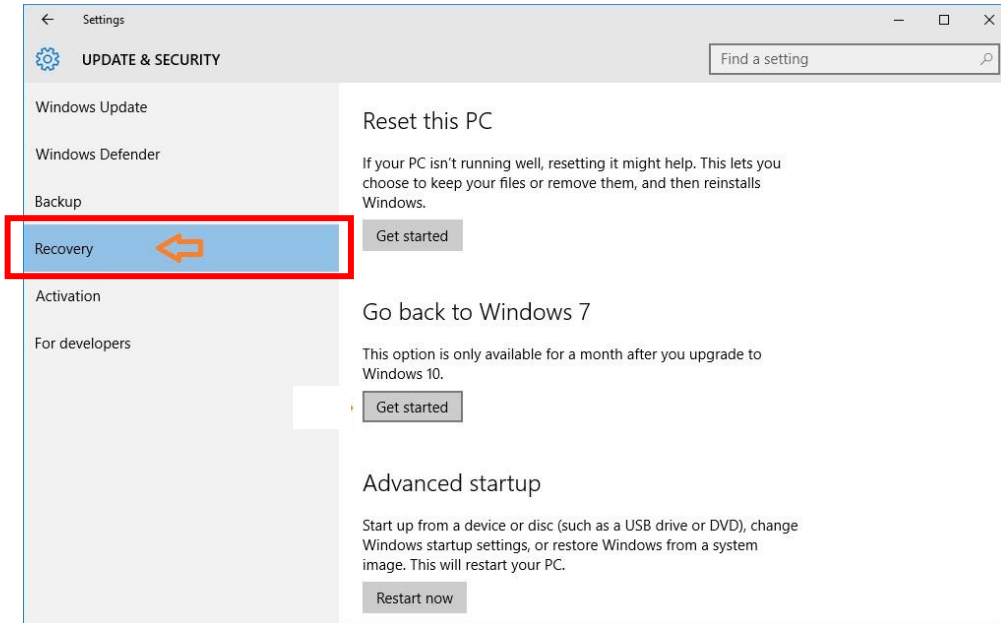 Settings
UPDATE & SECURITY
Find a setting
Windows Update
Windows Defender
Backup
Recovery
Activation
For developers
Reset this PC
If your PC isn't running well, resetting it might help. This lets you
choose to keep your files or remove them, and then reinstalls
Windows.
Get started
Go back to Windows 7
This option is only available for a month after you upgrade to
Windows 10.
Get started
Advanced startup
Start up from a device or disc (such as a USB drive or DVD), change
Windows startup settings, or restore Windows from a system
image. This will restart your PC.
Restart now